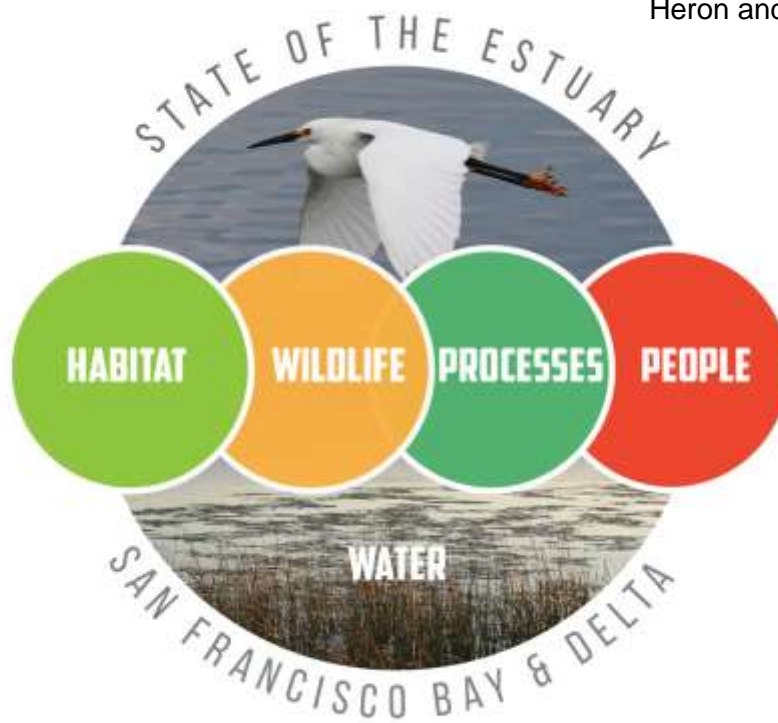 Heron and
STATE OF THE ESTUARY
HABITAT
WILDLIFE
PROCESSES
PEOPLE
WATER
SAN FRANCISCO BAY & DELTA